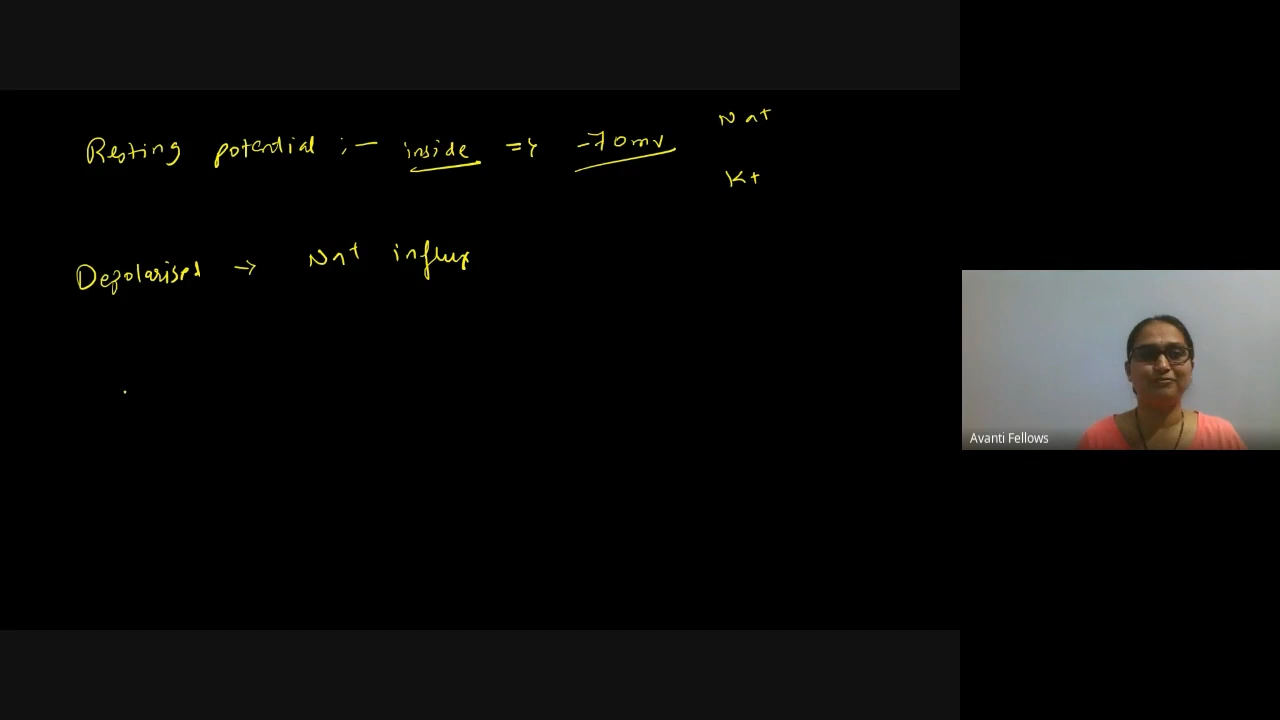 Na+
Resting potential :- inside => -70mv
K+
Depolarised → Na+ influx
Avanti Fellows